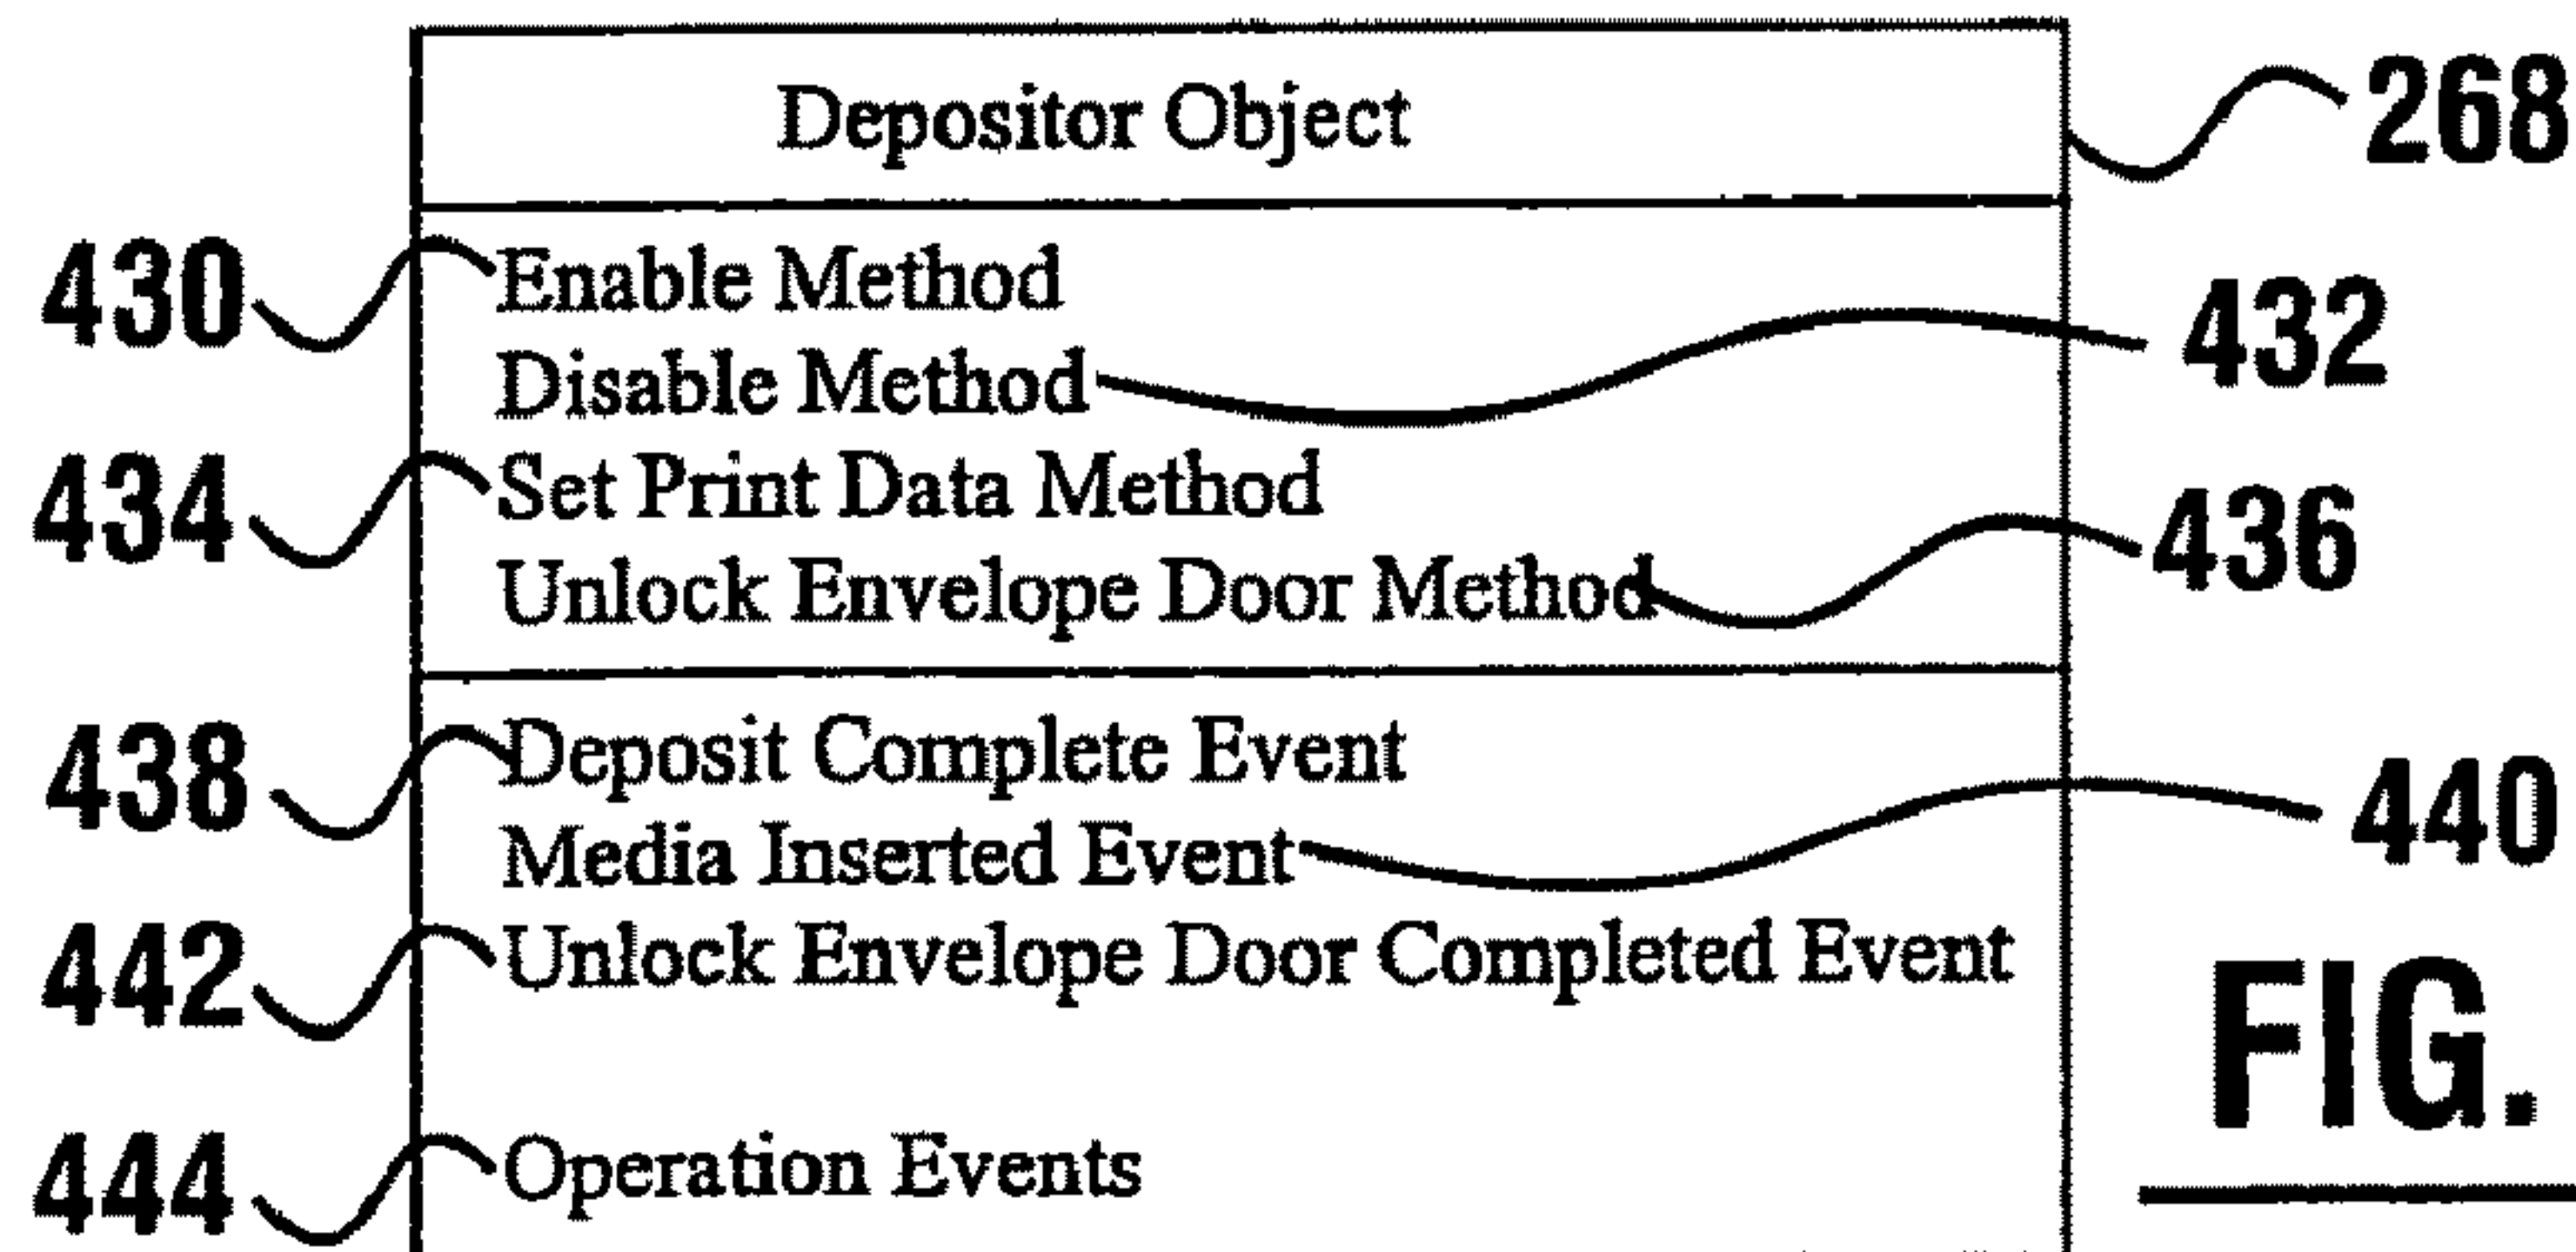 Depositor Object 268
430 Enable Method
Disable Method 432
434 Set Print Data Method
Unlock Envelope Door Method 436
438 Deposit Complete Event
Media Inserted Event 440
442 Unlock Envelope Door Completed Event
FIG.
444 Operation Events